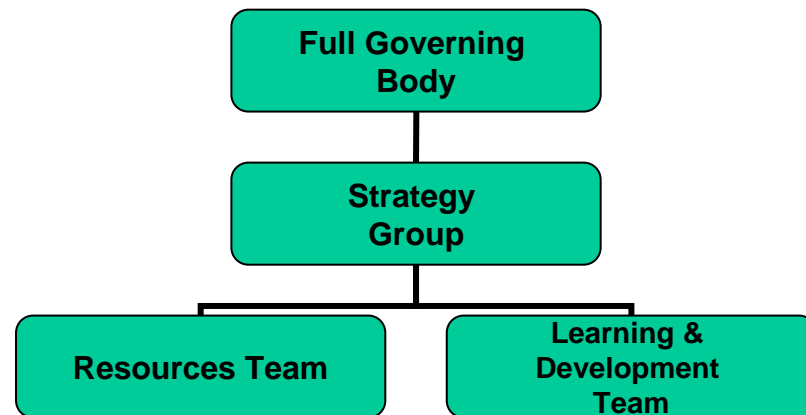 Full Governing
Body
Strategy
Group
Resources Team
Learning &
Development
Team